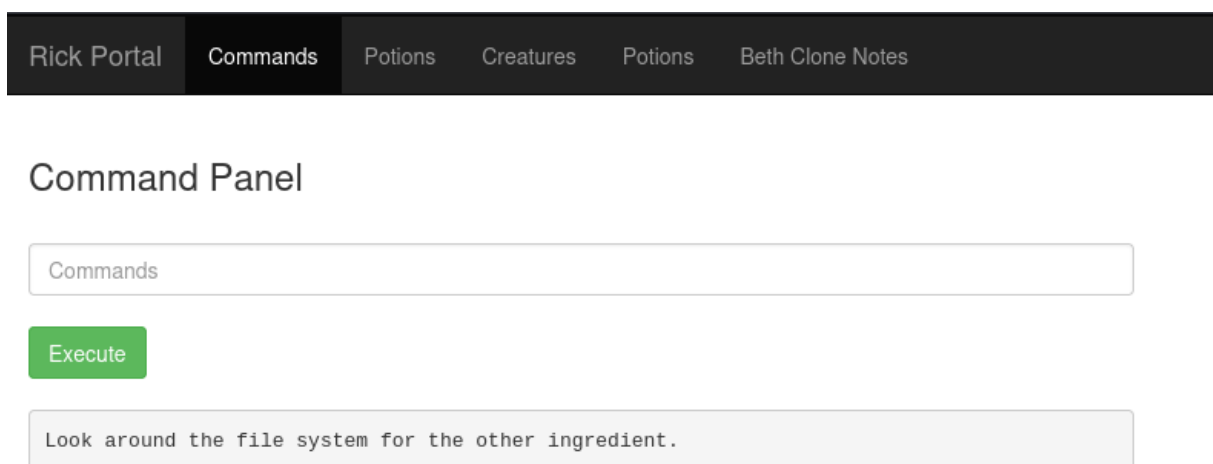 Rick Portal Commands Potions Creatures Potions Beth Clone Notes
Command Panel
Commands
Execute
Look around the file system for the other ingredient.